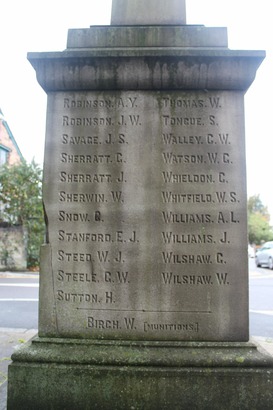 Robinson, A.Y.
Robinson, J.W.
Savage, J.S.
Sherratt, C.
Sherratt, J.
Sherwin, W.
Snow, G.
Stanford, E.J.
Steed, W.J.
Steele, G.W.
Sutton, H.
Thomas, W.
Tongue, S.
Walley, C.W.
Watson, W.G.
Wheildon, C.
Whitfield, W.S.
Williams, A.L.
Williams, J.
Wilshaw, C.
Wilshaw, W.
Birch, W. [munitions]